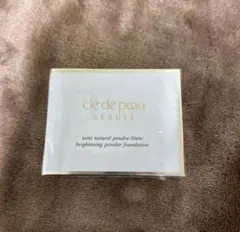 clé de peau
BEAUTÉ
teint naturel poudre blanc
brightening powder foundation